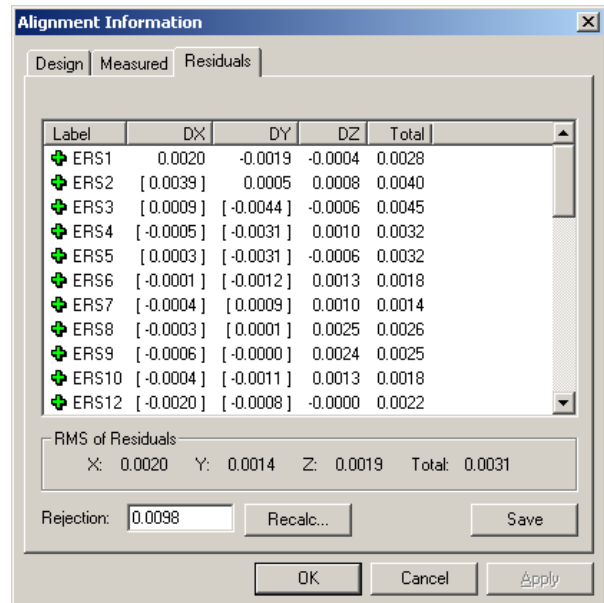 Alignment Information
Design Measured Residuals
Label DX DY DZ Total
ERS1 0.0020 -0.0019 -0.0004 0.0028
ERS2 [ 0.0039 ] 0.0005 0.0008 0.0040
ERS3 [ 0.0009 ] [ -0.0044 ] -0.0006 0.0045
ERS4 [ -0.0005 ] [ -0.0031 ] 0.0010 0.0032
ERS5 [ 0.0003 ] [ -0.0031 ] -0.0006 0.0032
ERS6 [ -0.0001 ] [ -0.0012 ] 0.0013 0.0018
ERS7 [ -0.0004 ] [ 0.0009 ] 0.0010 0.0014
ERS8 [ -0.0003 ] [ 0.0001 ] 0.0025 0.0026
ERS9 [ -0.0006 ] [ -0.0000 ] 0.0024 0.0025
ERS10 [ -0.0004 ] [ -0.0011 ] 0.0013 0.0018
ERS12 [ -0.0020 ] [ -0.0008 ] -0.0000 0.0022
RMS of Residuals
X: 0.0020 Y: 0.0014 Z: 0.0019 Total: 0.0031
Rejection: 0.0098 Recalc... Save
OK Cancel Apply